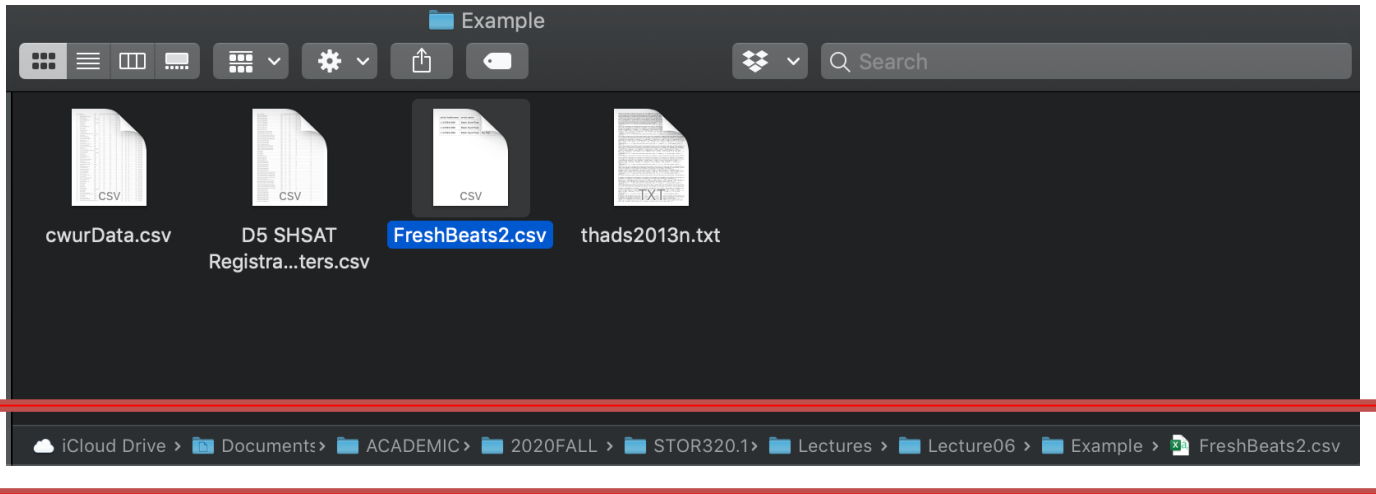 Example
Search
CSV
CSV
CSV
TXT
cwurData.csv
D5 SHSAT
Registra...ters.csv
FreshBeats2.csv
thads2013n.txt
iCloud Drive > Documents > ACADEMIC > 2020FALL > STOR320.1 > Lectures > Lecture06 > Example > FreshBeats2.csv